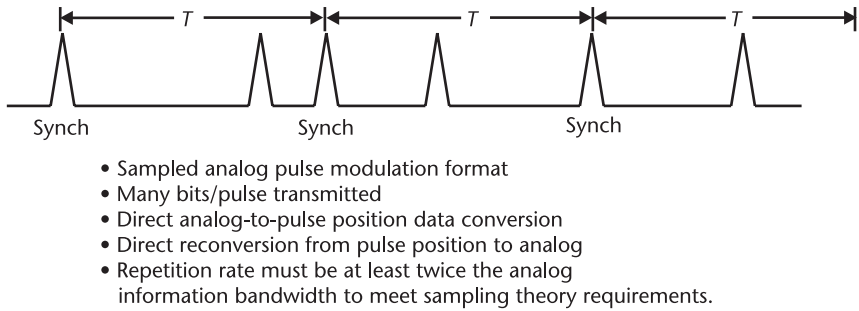 T T T
Synch Synch Synch
• Sampled analog pulse modulation format
• Many bits/pulse transmitted
• Direct analog-to-pulse position data conversion
• Direct reconversion from pulse position to analog
• Repetition rate must be at least twice the analog
information bandwidth to meet sampling theory requirements.